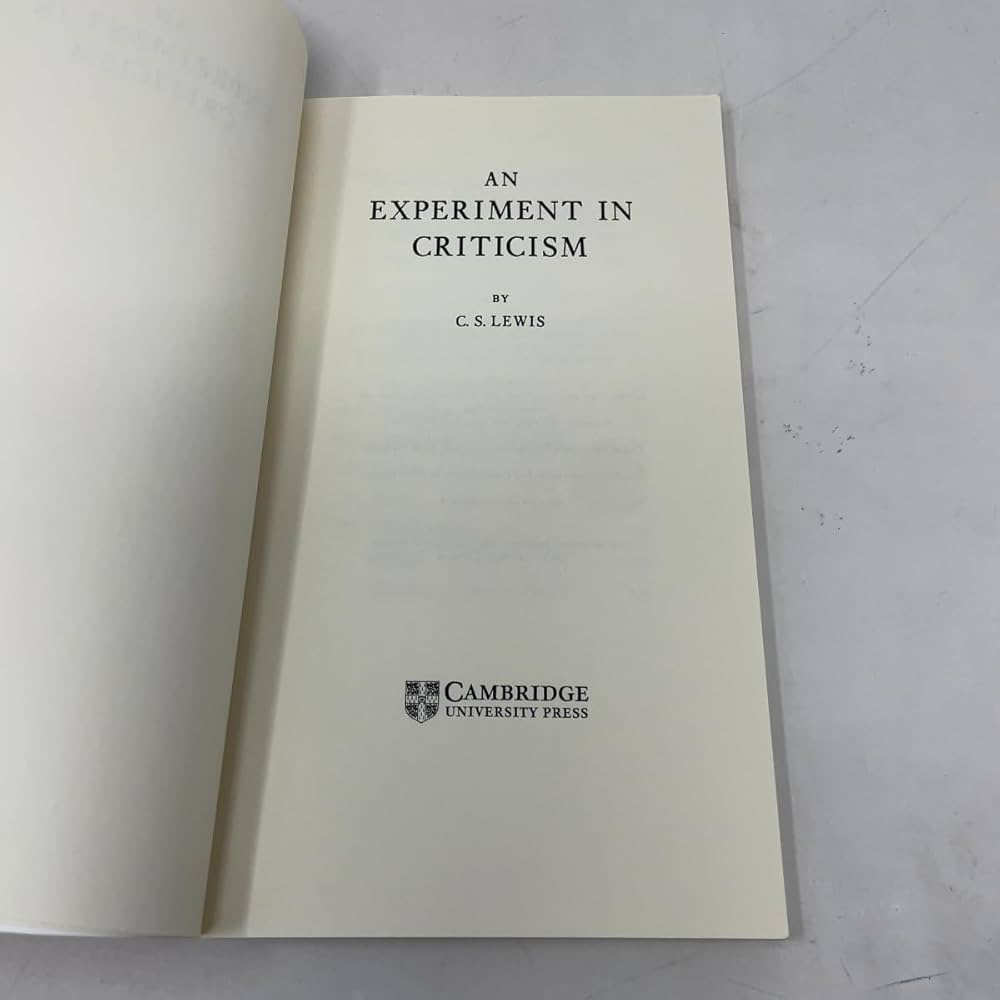 AN
EXPERIMENT IN
CRITICISM
BY
C. S. LEWIS
CAMBRIDGE
UNIVERSITY PRESS